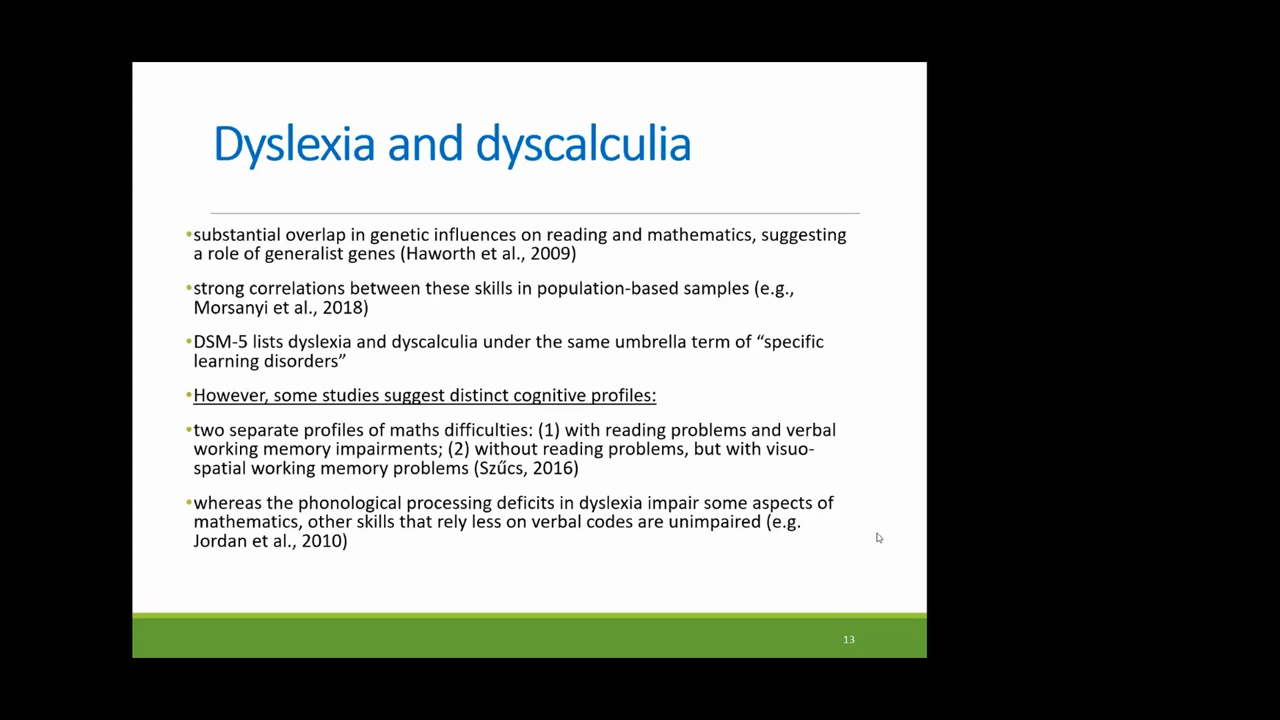 Dyslexia and dyscalculia
•substantial overlap in genetic influences on reading and mathematics, suggesting
a role of generalist genes (Haworth et al., 2009)
•strong correlations between these skills in population-based samples (e.g.,
Morsanyi et al., 2018)
•DSM-5 lists dyslexia and dyscalculia under the same umbrella term of “specific
learning disorders”
•However, some studies suggest distinct cognitive profiles:
•two separate profiles of maths difficulties: (1) with reading problems and verbal
working memory impairments; (2) without reading problems, but with visuo-
spatial working memory problems (Szűcs, 2016)
•whereas the phonological processing deficits in dyslexia impair some aspects of
mathematics, other skills that rely less on verbal codes are unimpaired (e.g.
Jordan et al., 2010)
13